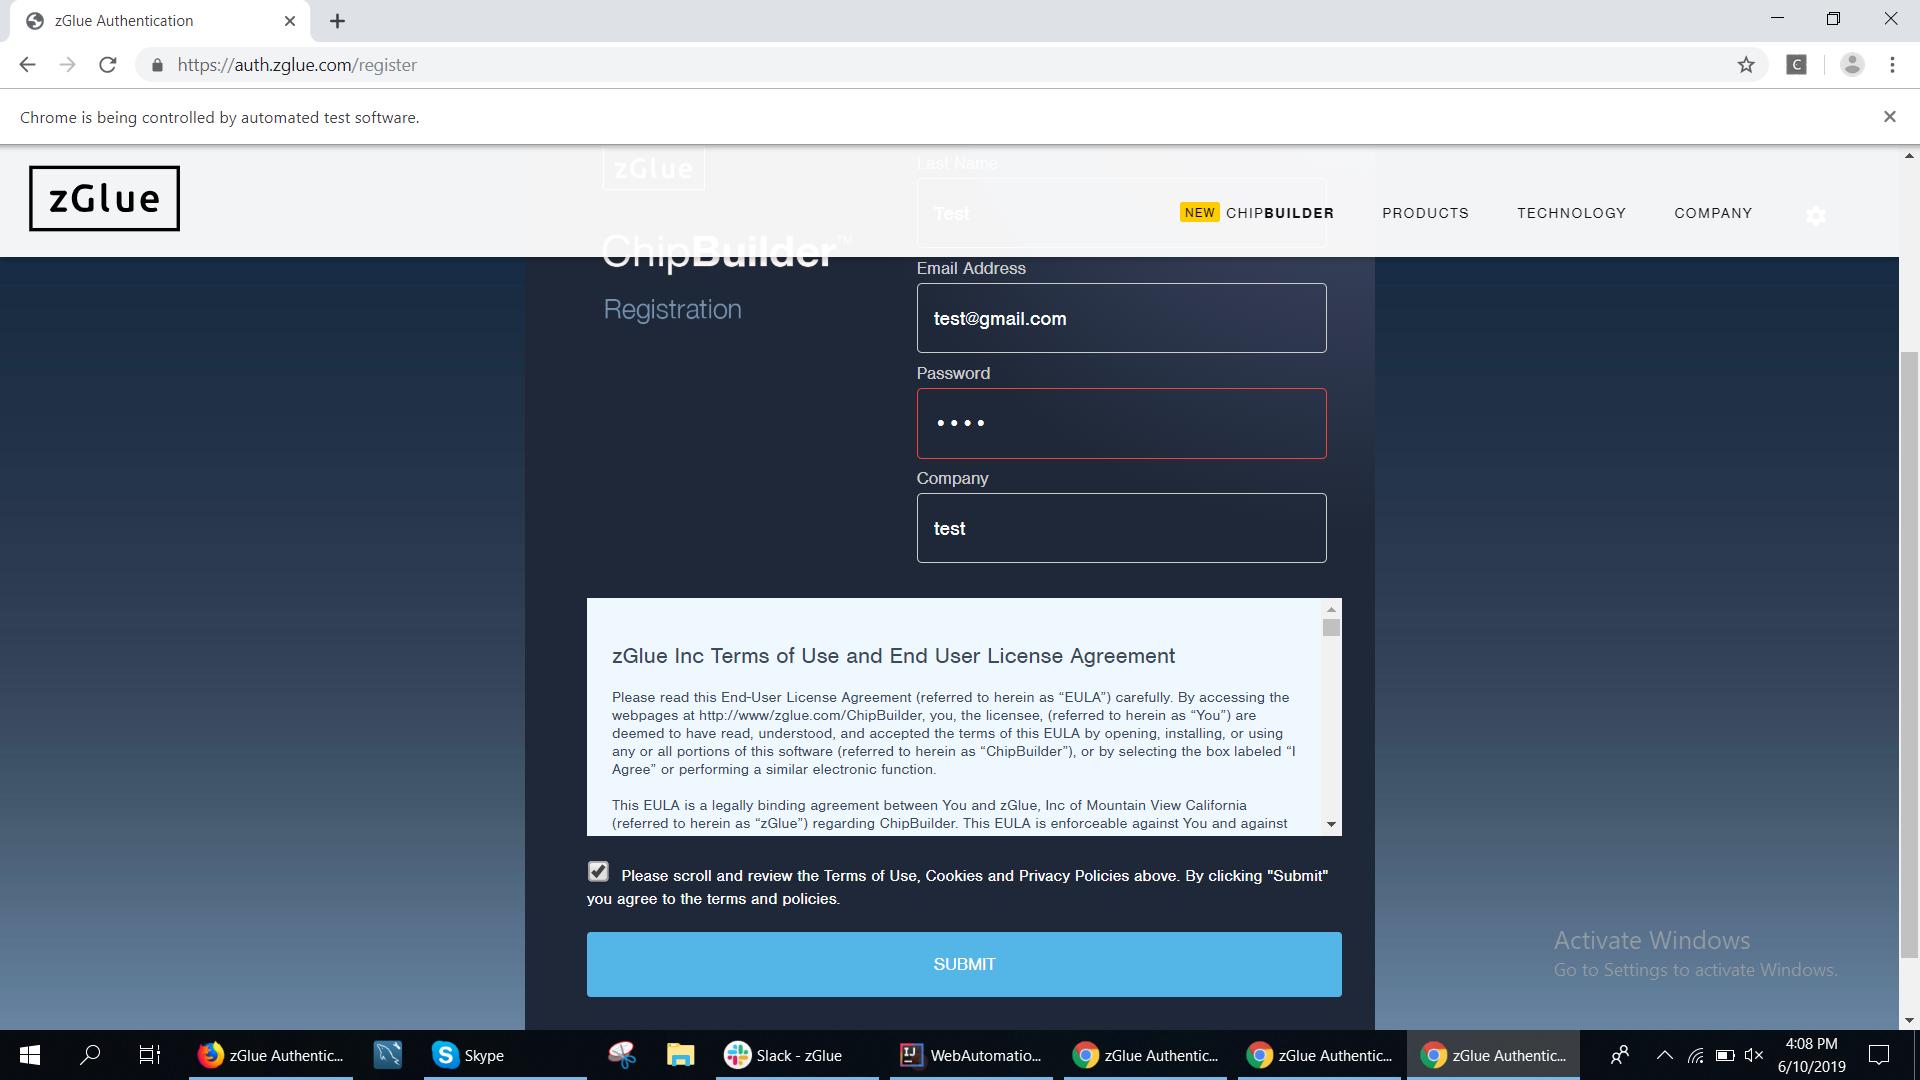 zGlue Authentication
https://auth.zglue.com/register
C
Chrome is being controlled by automated test software.
zGlue
zGlue
Last Name
Test
NEW CHIPBUILDER PRODUCTS TECHNOLOGY COMPANY
ChipBuilder™
Registration
Email Address
test@gmail.com
Password
Company
test
zGlue Inc Terms of Use and End User License Agreement
Please read this End-User License Agreement (referred to herein as “EULA”) carefully. By accessing the
webpages at http://www/zglue.com/ChipBuilder, you, the licensee, (referred to herein as “You”) are
deemed to have read, understood, and accepted the terms of this EULA by opening, installing, or using
any or all portions of this software (referred to herein as “ChipBuilder”), or by selecting the box labeled “I
Agree” or performing a similar electronic function.
This EULA is a legally binding agreement between You and zGlue, Inc of Mountain View California
(referred to herein as “zGlue”) regarding ChipBuilder. This EULA is enforceable against You and against
Please scroll and review the Terms of Use, Cookies and Privacy Policies above. By clicking "Submit"
you agree to the terms and policies.
SUBMIT
Activate Windows
Go to Settings to activate Windows.
zGlue Authentic...
Skype
Slack - zGlue
WebAutomatio...
zGlue Authentic...
zGlue Authentic...
zGlue Authentic...
4:08 PM
6/10/2019